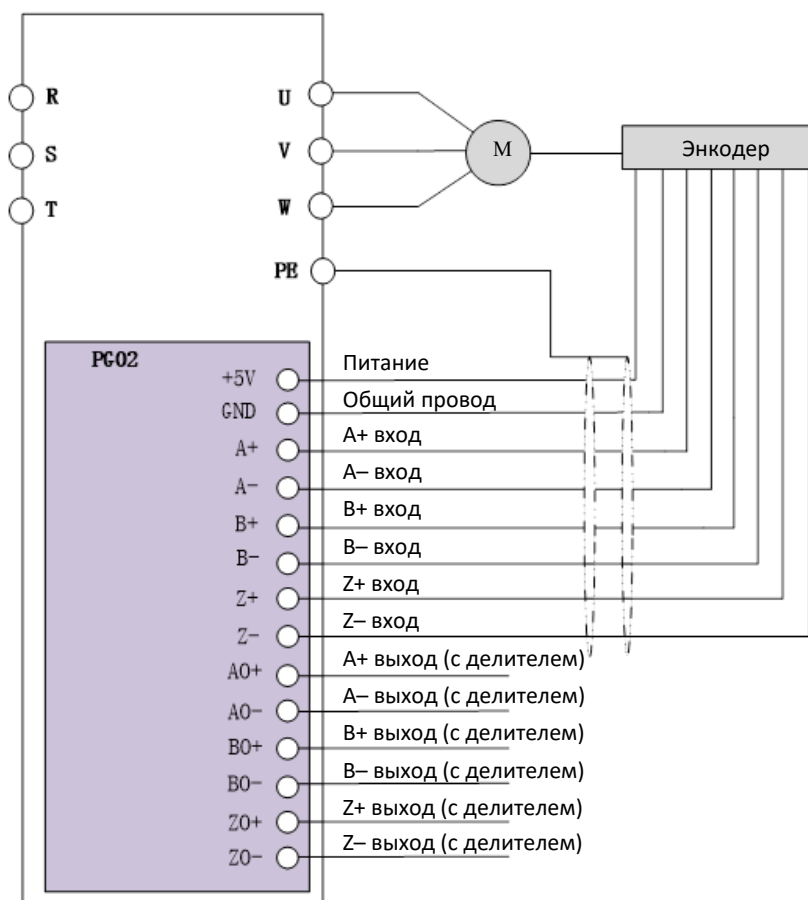 R
U
S
V
M
Энкодер
T
W
PE
PG02
+5V
Питание
GND
Общий провод
A+
A+ вход
A-
A– вход
B+
B+ вход
B-
B– вход
Z+
Z+ вход
Z-
Z– вход
AO+
A+ выход (с делителем)
AO-
A– выход (с делителем)
BO+
B+ выход (с делителем)
BO-
B– выход (с делителем)
ZO+
Z+ выход (с делителем)
ZO-
Z– выход (с делителем)